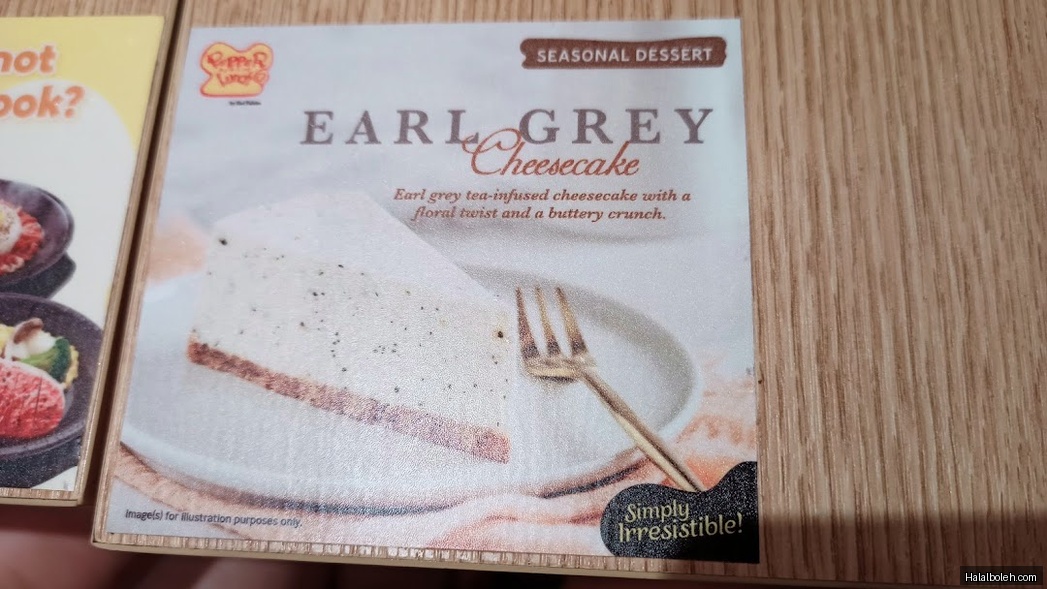 not
ook?
PEPPER
LUNCH
SEASONAL DESSERT
EARL GREY
Cheesecake
Earl grey tea-infused cheesecake with a
floral twist and a buttery crunch.
Image(s) for illustration purposes only.
Simply
Irresistible!
Halalboleh.com